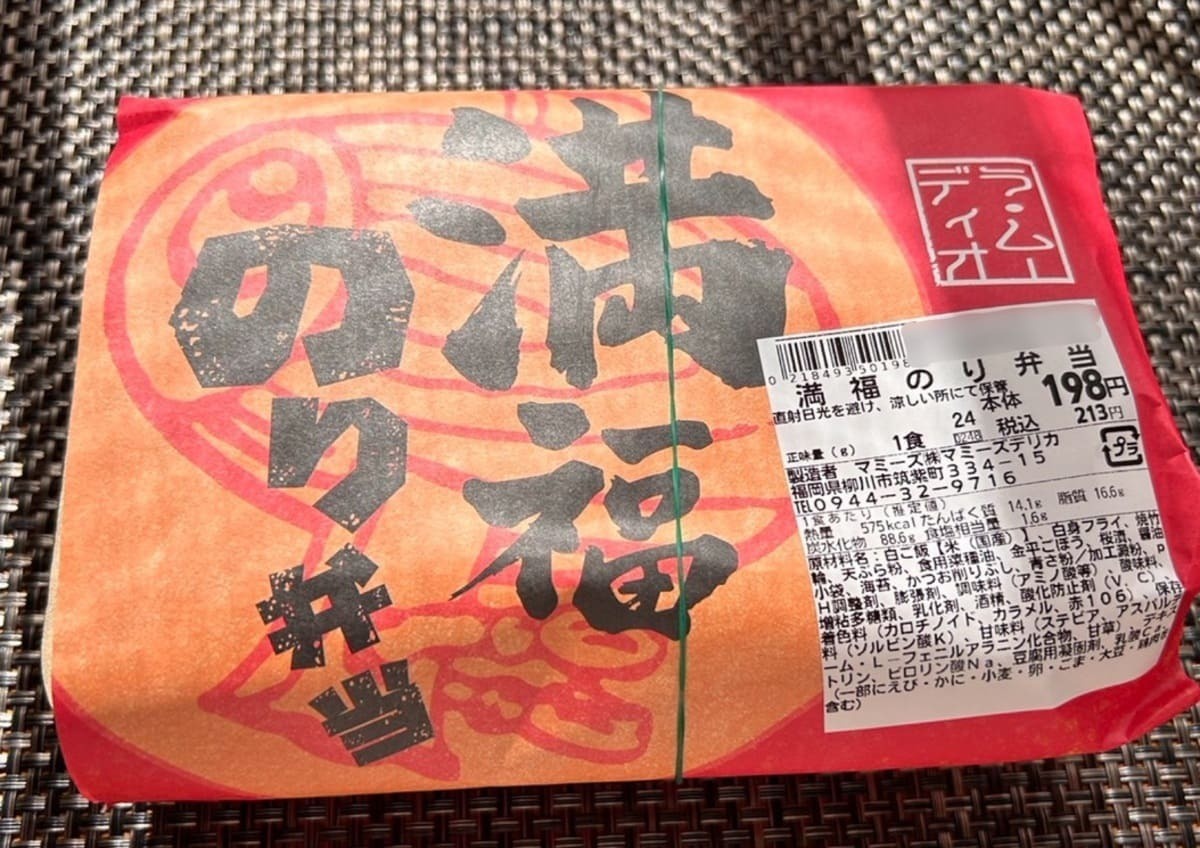 満福
のり弁当
ラ・ムー
ディオ
0 218493 50198
満福のり弁当
直射日光を避け、涼しい所にて保管
本体 198円
24 税込 213円
正味量(g) 1食
プラ
製造者 マミーズ㈱マミーズデリカ
福岡県柳川市筑紫町334-15
TEL0944-32-9716
1食あたり(推定値)
熱量 575kcal たんぱく質 14.1g 脂質 16.6g
炭水化物 88.6g 食塩相当量 1.6g
原材料名:白ご飯【米(国産)】、白身フライ、焼竹
輪、天ぷら粉、食用菜種油、金平ごぼう、桜漬、醤油
小袋、海苔、かつお削りぶし、青さ粉/加工澱粉、p
H調整剤、膨張剤、調味料(アミノ酸等)、酸味料、
増粘多糖類、乳化剤、酒精、酸化防止剤(V.C)、
着色料(カロチノイド、カラメル、赤106)、保存
料(ソルビン酸K)、甘味料(ステビア、アスパルテ
ーム・L-フェニルアラニン化合物、甘草)、デキス
トリン、ピロリン酸Na、豆腐用凝固剤、乳酸Ca、
(一部にえび・かに・小麦・卵・ごま・大豆・鶏肉
含む)